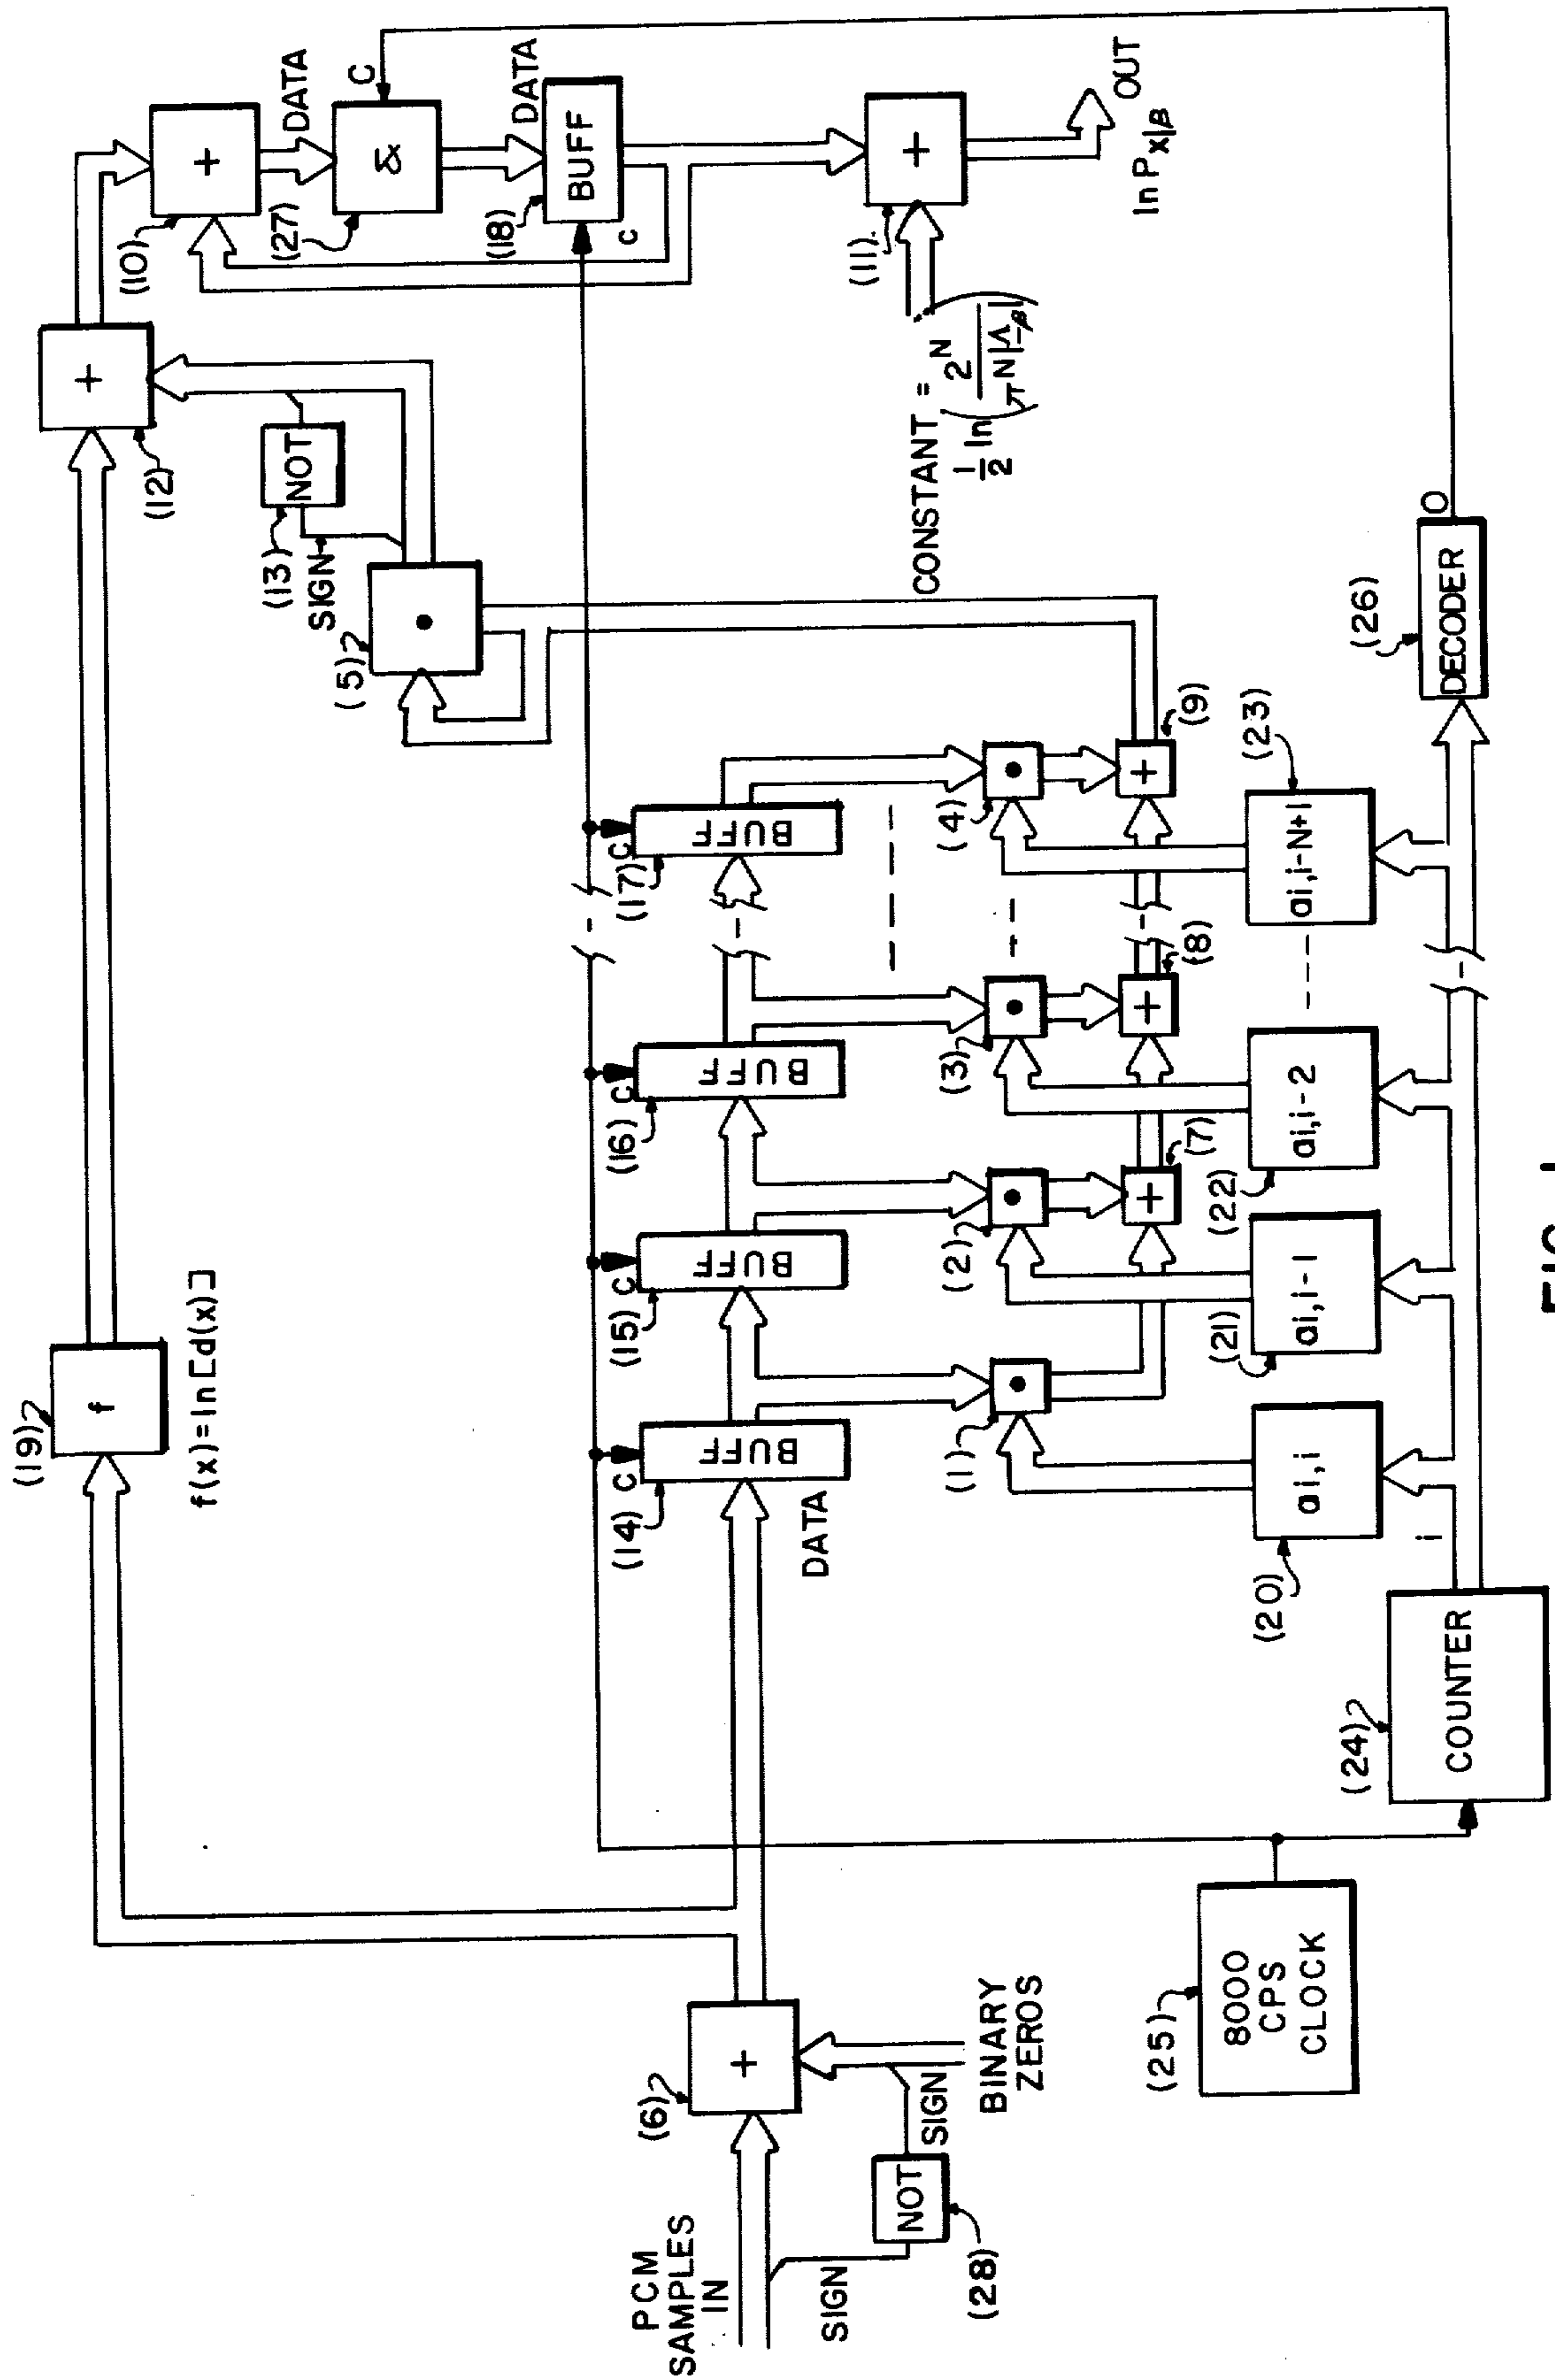 PCM
SAMPLES
IN
SIGN
NOT
(28)
SIGN
BINARY
ZEROS
(6)
+
(25)
8000
CPS
CLOCK
(24)
COUNTER
i
(19)
f
f(x)=ln[d(x)]
(14)
C
BUFF
DATA
(15)
C
BUFF
(16)
C
BUFF
(17)
C
BUFF
(1)
•
(2)
•
(3)
•
(4)
•
(7)
+
(8)
+
(9)
+
(20)
ai,i
(21)
ai,i-1
(22)
ai,i-2
(23)
ai,i-N+1
(26)
DECODER
O
(5)
•
SIGN
(13)
NOT
(12)
+
(10)
+
DATA
(27)
&
C
DATA
(18)
BUFF
c
(11)
+
CONSTANT =
1/2 ln(2^N / π^N|Λβ|)
OUT
ln P x|β